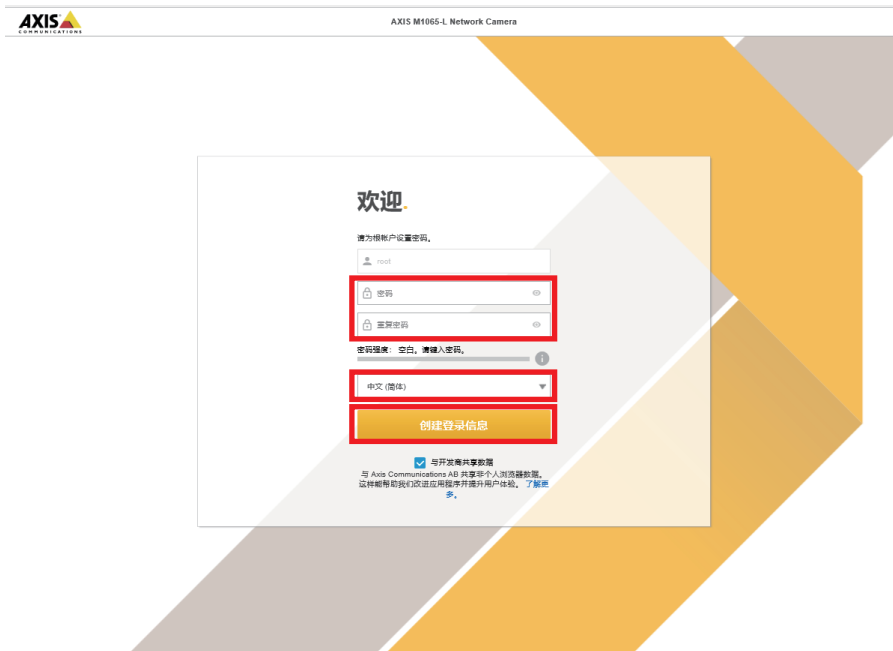 AXIS
COMMUNICATIONS
AXIS M1065-L Network Camera
欢迎.
请为根帐户设置密码。
root
密码
重复密码
密码强度： 空白。请键入密码。
中文 (简体)
创建登录信息
与开发商共享数据
与 Axis Communications AB 共享非个人浏览器数据。
这样能帮助我们改进应用程序并提升用户体验。 了解更
多。